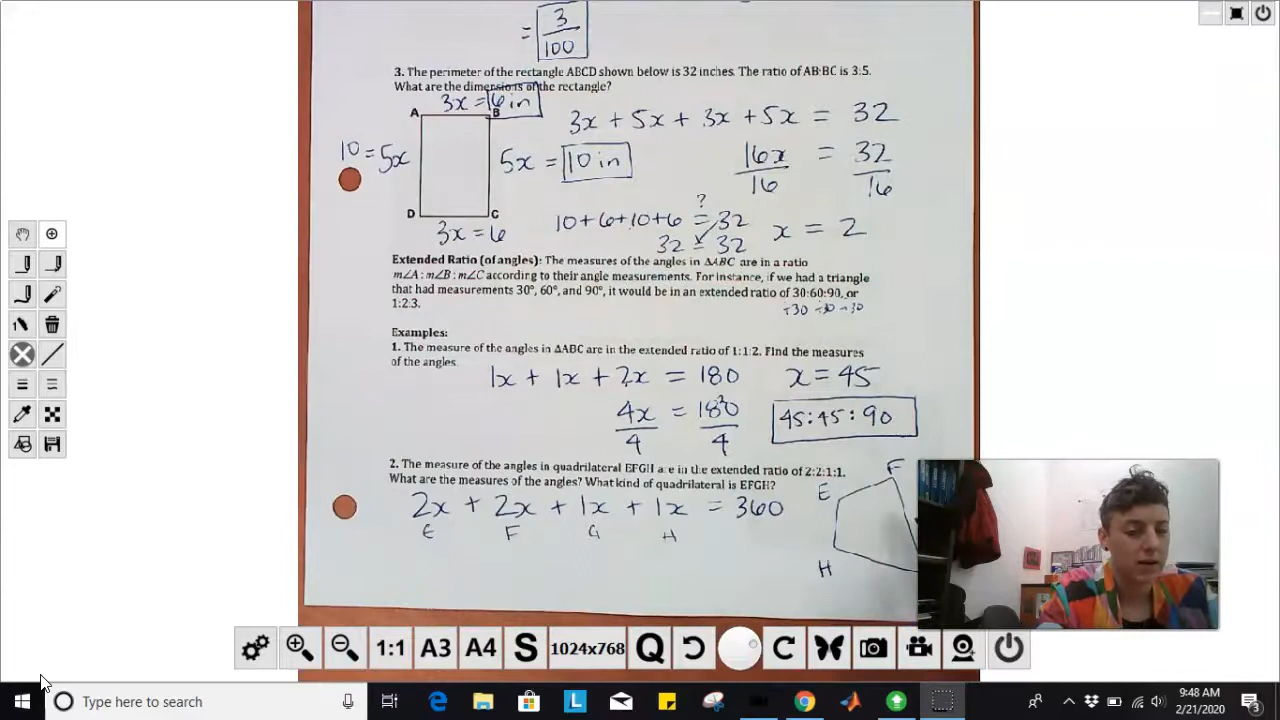 = 3/100
3. The perimeter of the rectangle ABCD shown below is 32 inches. The ratio of AB:BC is 3:5.
What are the dimensions of the rectangle?
3x = 6 in
A B
3x + 5x + 3x + 5x = 32
10 = 5x
5x = 10 in
16x/16 = 32/16
D C
3x = 6
10 + 6 + 10 + 6 =? 32
32 = 32
x = 2
Extended Ratio (of angles): The measures of the angles in ΔABC are in a ratio
m∠A : m∠B : m∠C according to their angle measurements. For instance, if we had a triangle
that had measurements 30°, 60°, and 90°, it would be in an extended ratio of 30:60:90, or
1:2:3.
÷30 ÷30 ÷30
Examples:
1. The measure of the angles in ΔABC are in the extended ratio of 1:1:2. Find the measures
of the angles.
1x + 1x + 2x = 180
x = 45
4x/4 = 180/4
45:45:90
2. The measure of the angles in quadrilateral EFGH are in the extended ratio of 2:2:1:1.
What are the measures of the angles? What kind of quadrilateral is EFGH?
2x + 2x + 1x + 1x = 360
E F G H
E F
H
1:1 A3 A4 S 1024x768 Q
Type here to search
9:48 AM
2/21/2020
3